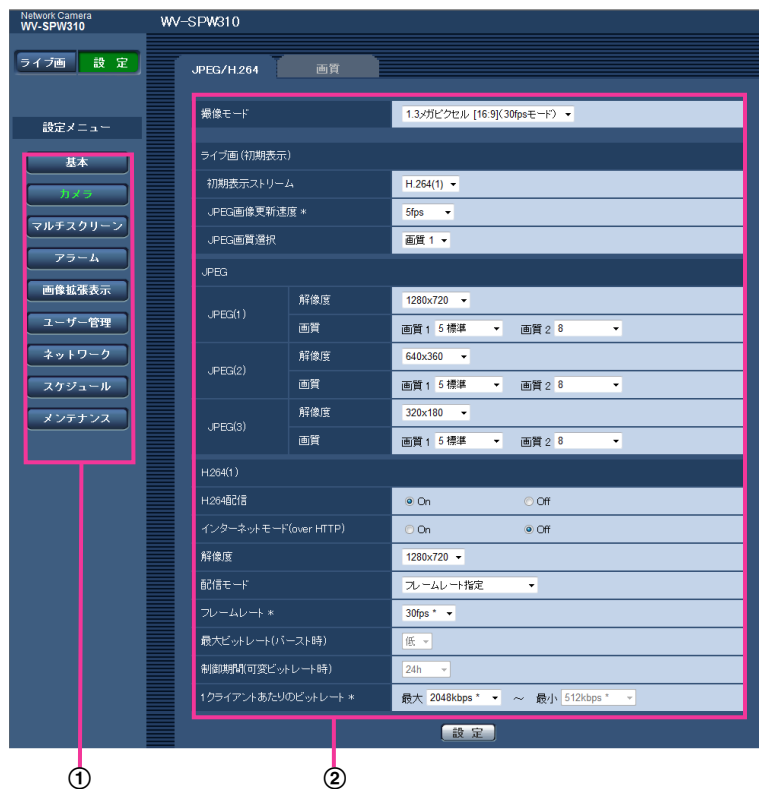 Network Camera
WV-SPW310
WV-SPW310
ライブ画 設 定
JPEG/H.264 画質
設定メニュー
基本
カメラ
マルチスクリーン
アラーム
画像拡張表示
ユーザー管理
ネットワーク
スケジュール
メンテナンス
撮像モード 1.3メガピクセル [16:9](30fpsモード)
ライブ画(初期表示)
初期表示ストリーム H.264(1)
JPEG画像更新速度 * 5fps
JPEG画質選択 画質 1
JPEG
JPEG(1) 解像度 1280x720
画質 画質 1 5 標準 画質 2 8
JPEG(2) 解像度 640x360
画質 画質 1 5 標準 画質 2 8
JPEG(3) 解像度 320x180
画質 画質 1 5 標準 画質 2 8
H.264(1)
H.264配信 On Off
インターネットモード(over HTTP) On Off
解像度 1280x720
配信モード フレームレート指定
フレームレート * 30fps *
最大ビットレート(バースト時) 低
制御期間(可変ビットレート時) 24h
1クライアントあたりのビットレート * 最大 2048kbps * ～ 最小 512kbps *
設 定
① ②